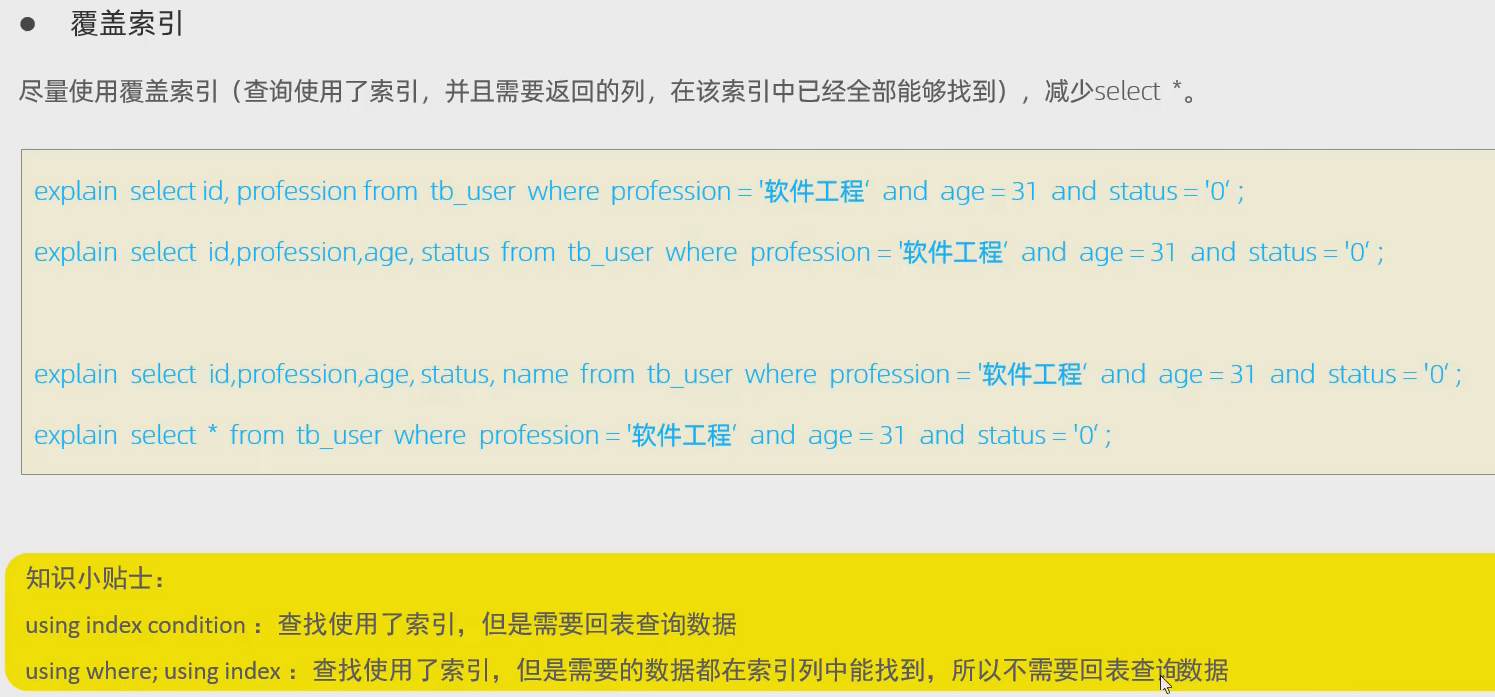 ● 覆盖索引
尽量使用覆盖索引（查询使用了索引，并且需要返回的列，在该索引中已经全部能够找到），减少select *。
explain select id, profession from tb_user where profession = '软件工程‘ and age = 31 and status = '0‘ ;
explain select id,profession,age, status from tb_user where profession = '软件工程‘ and age = 31 and status = '0‘ ;
explain select id,profession,age, status, name from tb_user where profession = '软件工程‘ and age = 31 and status = '0‘ ;
explain select * from tb_user where profession = '软件工程‘ and age = 31 and status = '0‘ ;
知识小贴士：
using index condition ：查找使用了索引，但是需要回表查询数据
using where; using index ：查找使用了索引，但是需要的数据都在索引列中能找到，所以不需要回表查询数据